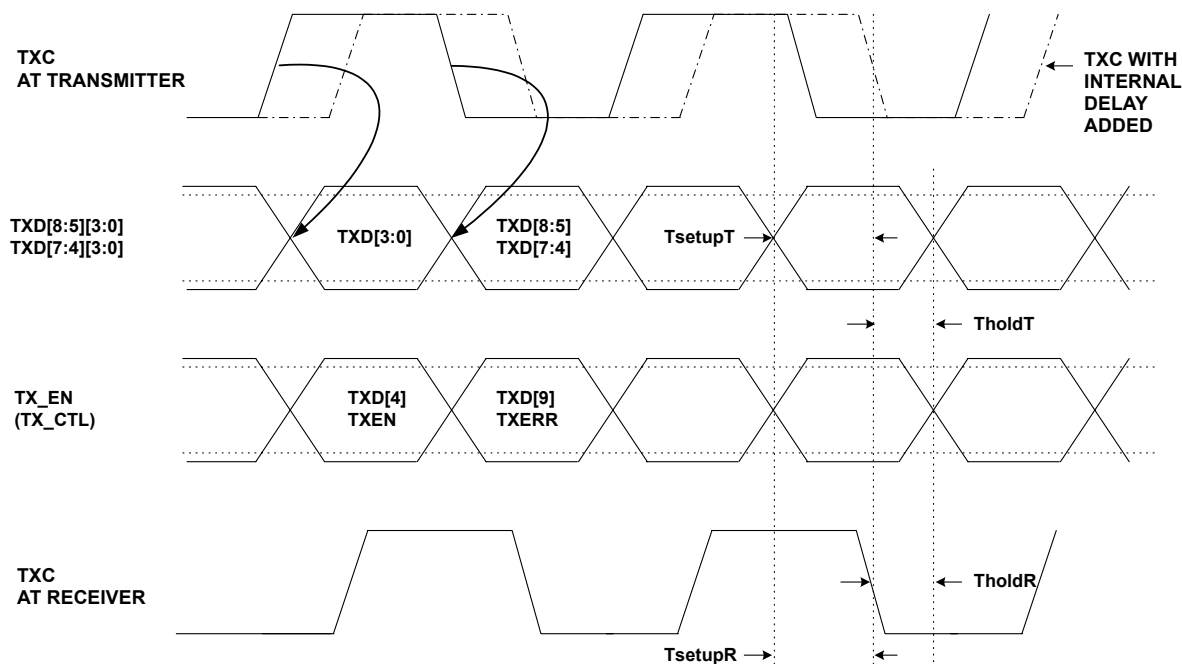 TXC
AT TRANSMITTER
TXC WITH
INTERNAL
DELAY
ADDED
TXD[8:5][3:0]
TXD[7:4][3:0]
TXD[3:0]
TXD[8:5]
TXD[7:4]
TsetupT
TholdT
TX_EN
(TX_CTL)
TXD[4]
TXEN
TXD[9]
TXERR
TXC
AT RECEIVER
TholdR
TsetupR